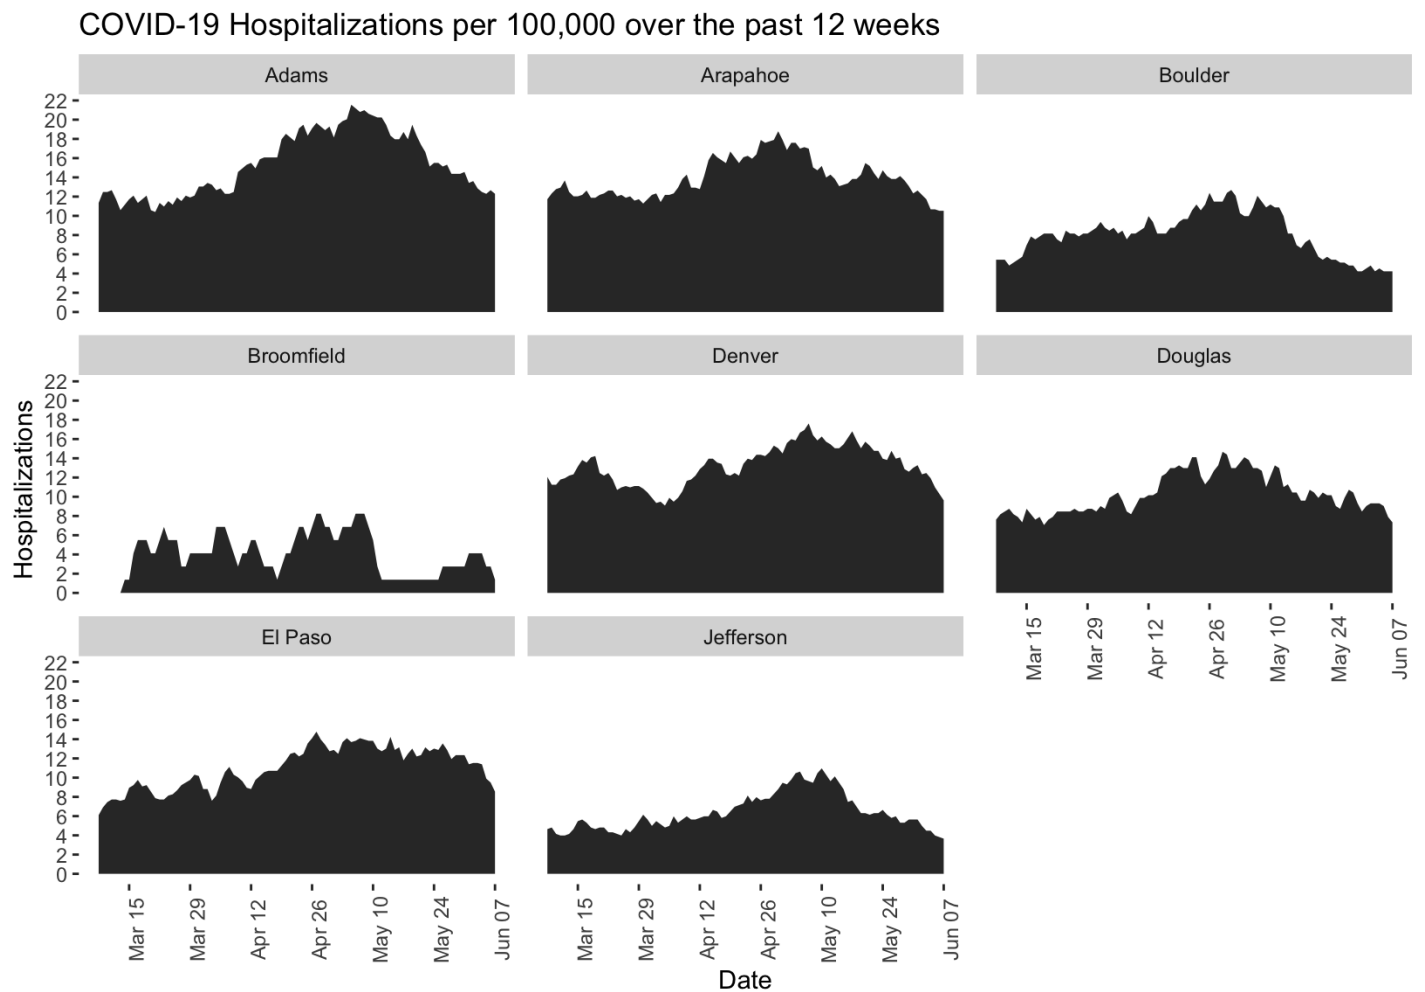 COVID-19 Hospitalizations per 100,000 over the past 12 weeks
Adams
Arapahoe
Boulder
22
20
18
16
14
12
10
8
6
4
2
0
Broomfield
Denver
Douglas
22
20
18
16
14
12
10
8
6
4
2
0
Hospitalizations
Mar 15
Mar 29
Apr 12
Apr 26
May 10
May 24
Jun 07
El Paso
Jefferson
22
20
18
16
14
12
10
8
6
4
2
0
Mar 15
Mar 29
Apr 12
Apr 26
May 10
May 24
Jun 07
Mar 15
Mar 29
Apr 12
Apr 26
May 10
May 24
Jun 07
Date